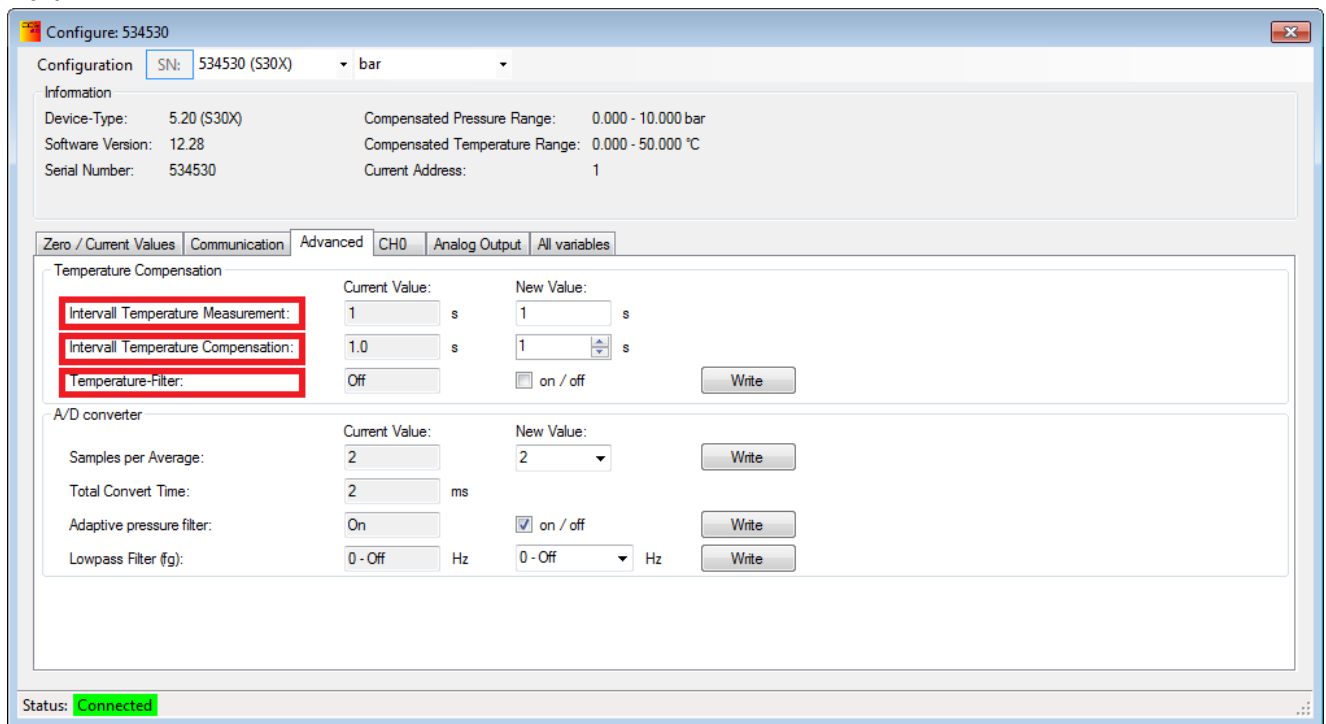 Configure: 534530
Configuration SN: 534530 (S30X) bar
Information
Device-Type: 5.20 (S30X) Compensated Pressure Range: 0.000 - 10.000 bar
Software Version: 12.28 Compensated Temperature Range: 0.000 - 50.000 °C
Serial Number: 534530 Current Address: 1
Zero / Current Values Communication Advanced CH0 Analog Output All variables
Temperature Compensation
Current Value: New Value:
Intervall Temperature Measurement: 1 s 1 s
Intervall Temperature Compensation: 1.0 s 1 s
Temperature-Filter: Off on / off Write
A/D converter
Current Value: New Value:
Samples per Average: 2 2 Write
Total Convert Time: 2 ms
Adaptive pressure filter: On on / off Write
Lowpass Filter (fg): 0 - Off Hz 0 - Off Hz Write
Status: Connected